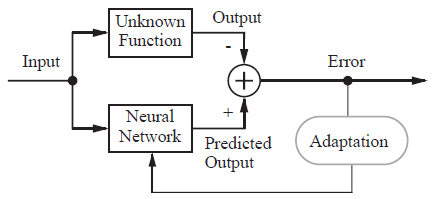 Unknown
Function
Output
-
Input
Error
+
+
Neural
Network
Predicted
Output
Adaptation